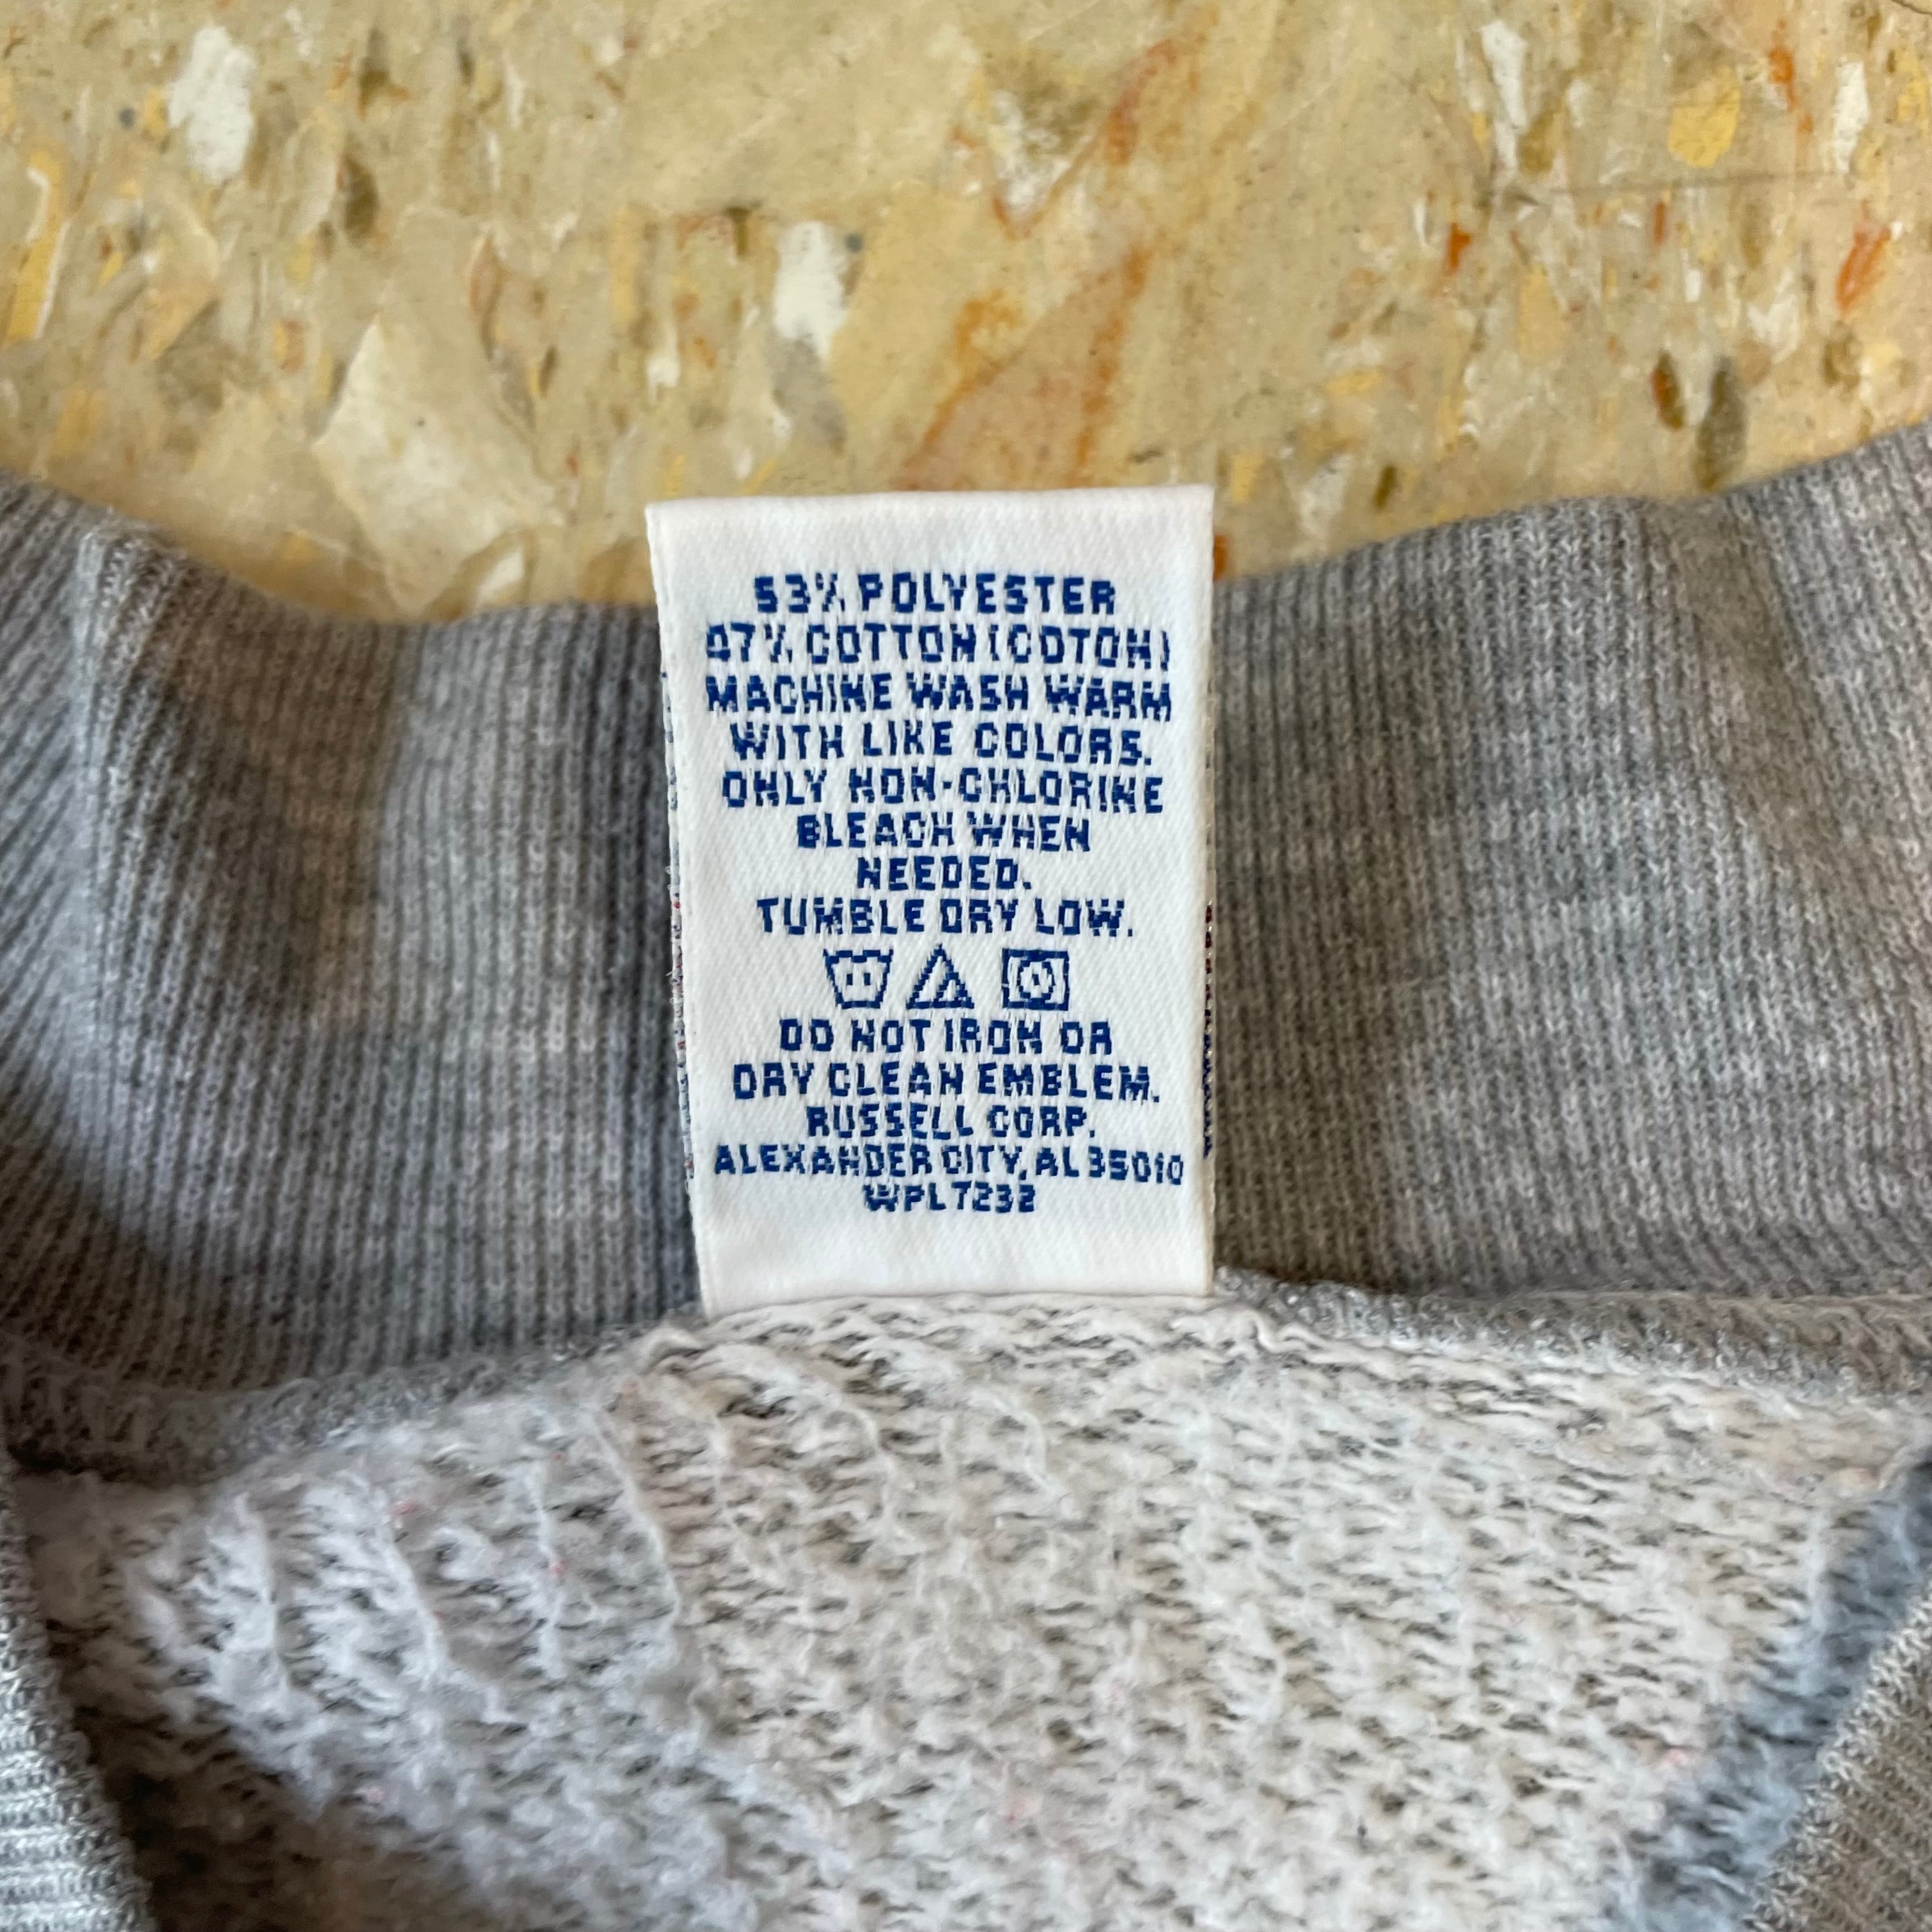 53% POLYESTER
47% COTTON (COTON)
MACHINE WASH WARM
WITH LIKE COLORS.
ONLY NON-CHLORINE
BLEACH WHEN
NEEDED.
TUMBLE DRY LOW.
DO NOT IRON OR
DRY CLEAN EMBLEM.
RUSSELL CORP.
ALEXANDER CITY, AL 35010
WPL 7232